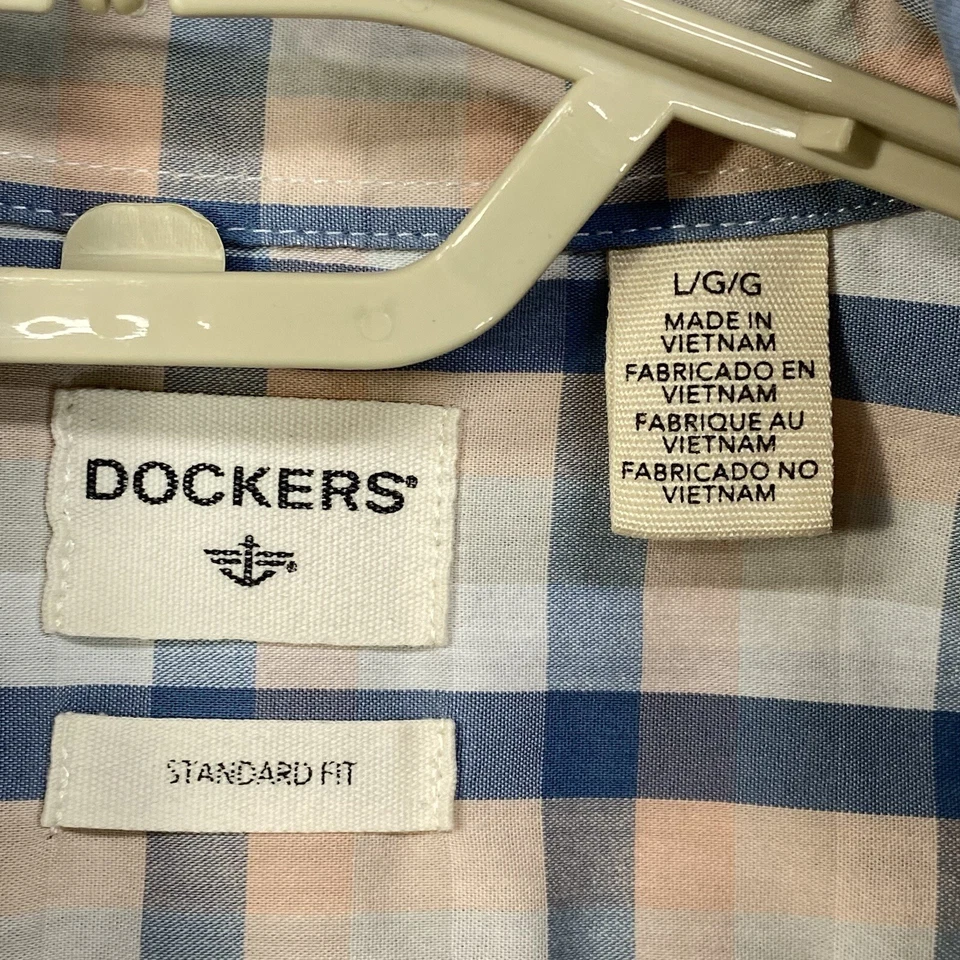 DOCKERS®
STANDARD FIT
L/G/G
MADE IN
VIETNAM
FABRICADO EN
VIETNAM
FABRIQUE AU
VIETNAM
FABRICADO NO
VIETNAM